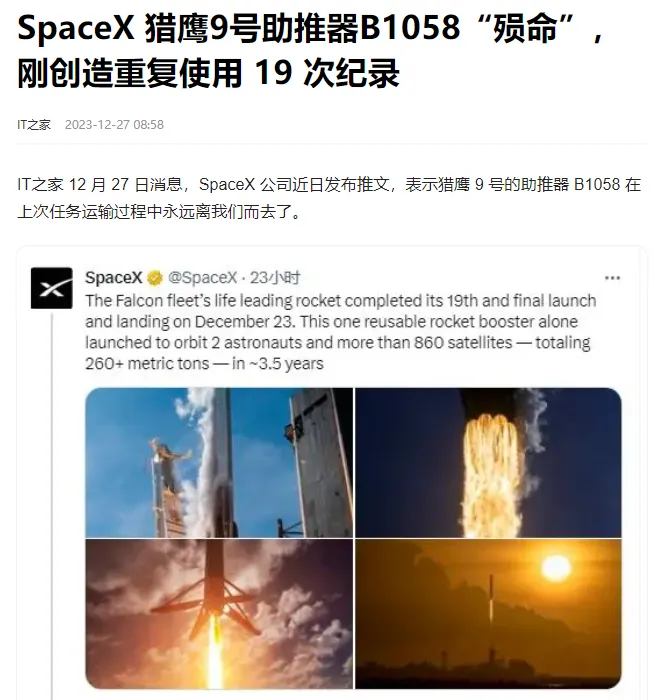 SpaceX 猎鹰9号助推器B1058“殒命”，
刚创造重复使用 19 次纪录
IT之家 2023-12-27 08:58
IT之家 12 月 27 日消息，SpaceX 公司近日发布推文，表示猎鹰 9 号的助推器 B1058 在
上次任务运输过程中永远离我们而去了。
SpaceX @SpaceX · 23小时
The Falcon fleet's life leading rocket completed its 19th and final launch
and landing on December 23. This one reusable rocket booster alone
launched to orbit 2 astronauts and more than 860 satellites — totaling
260+ metric tons — in ~3.5 years